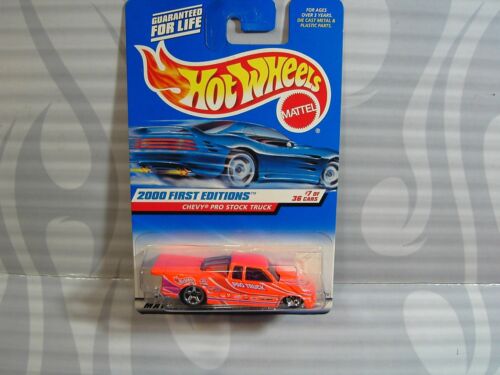 GUARANTEED
FOR LIFE
FOR AGES
OVER 3 YEARS.
DIE CAST METAL &
PLASTIC PARTS.
HOT WHEELS
MATTEL
2000 FIRST EDITIONS™
CHEVY® PRO STOCK TRUCK
#7 OF
36 CARS
PRO TRUCK